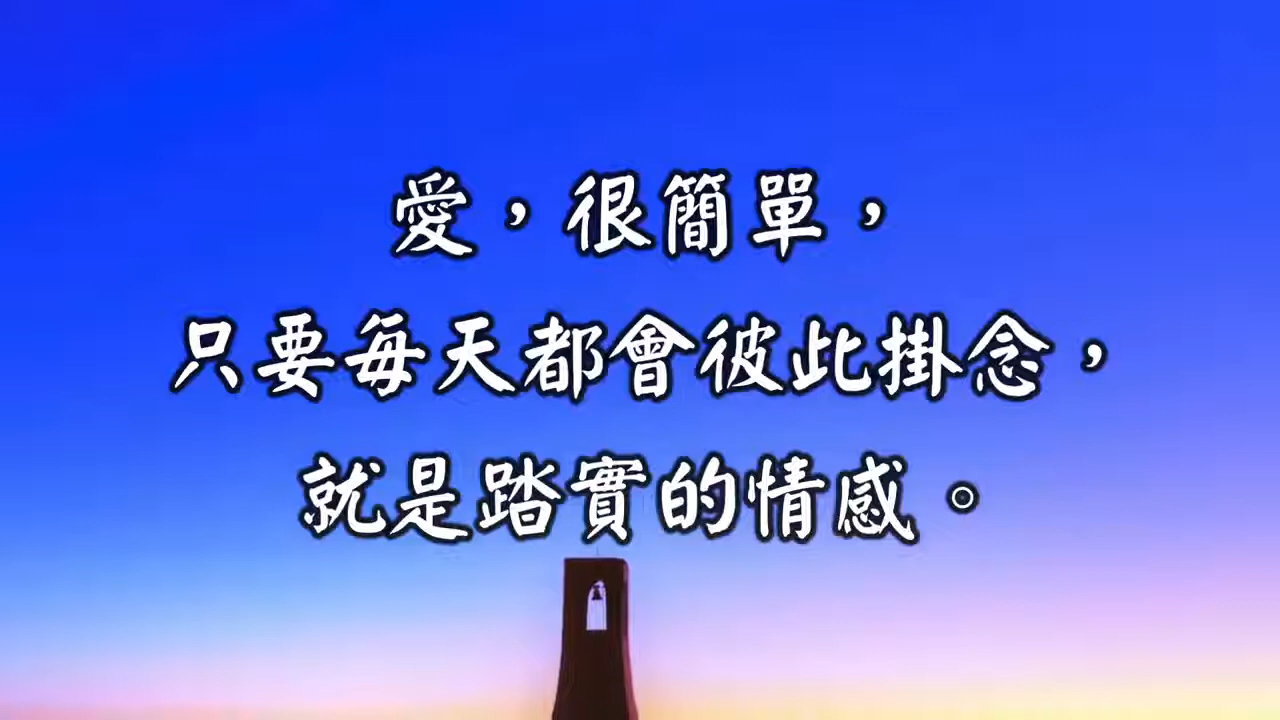 愛，很簡單，
只要每天都會彼此掛念，
就是踏實的情感。